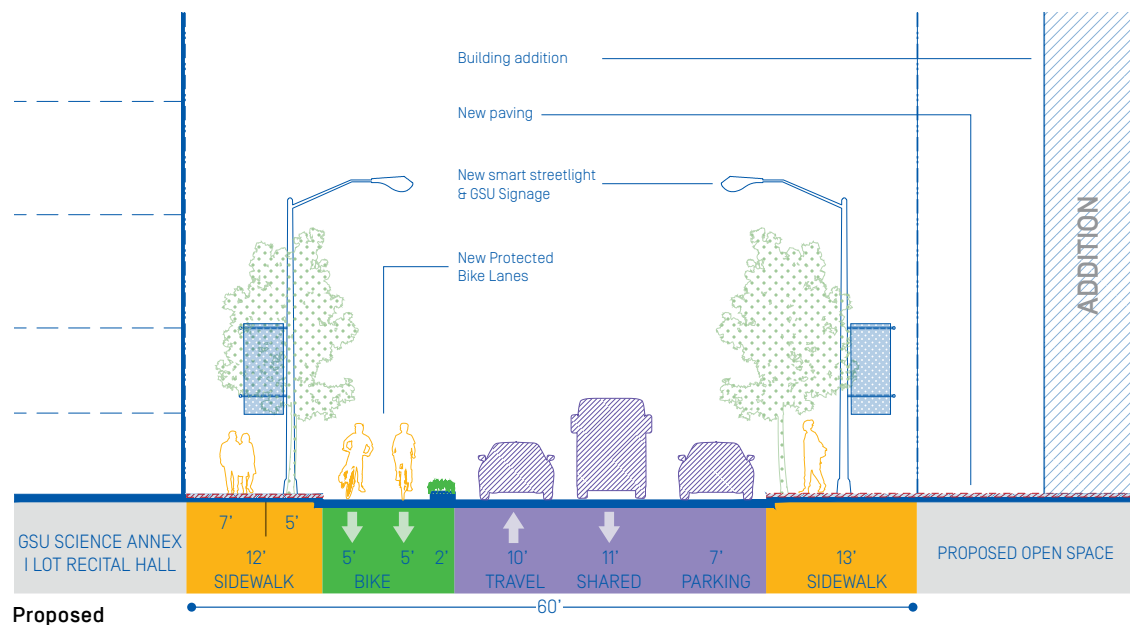 Building addition
New paving
New smart streetlight
& GSU Signage
New Protected
Bike Lanes
ADDITION
GSU SCIENCE ANNEX
I LOT RECITAL HALL
7’ 5’
12’
SIDEWALK
5’ 5’ 2’
BIKE
10’
TRAVEL
11’
SHARED
7’
PARKING
13’
SIDEWALK
PROPOSED OPEN SPACE
60’
Proposed